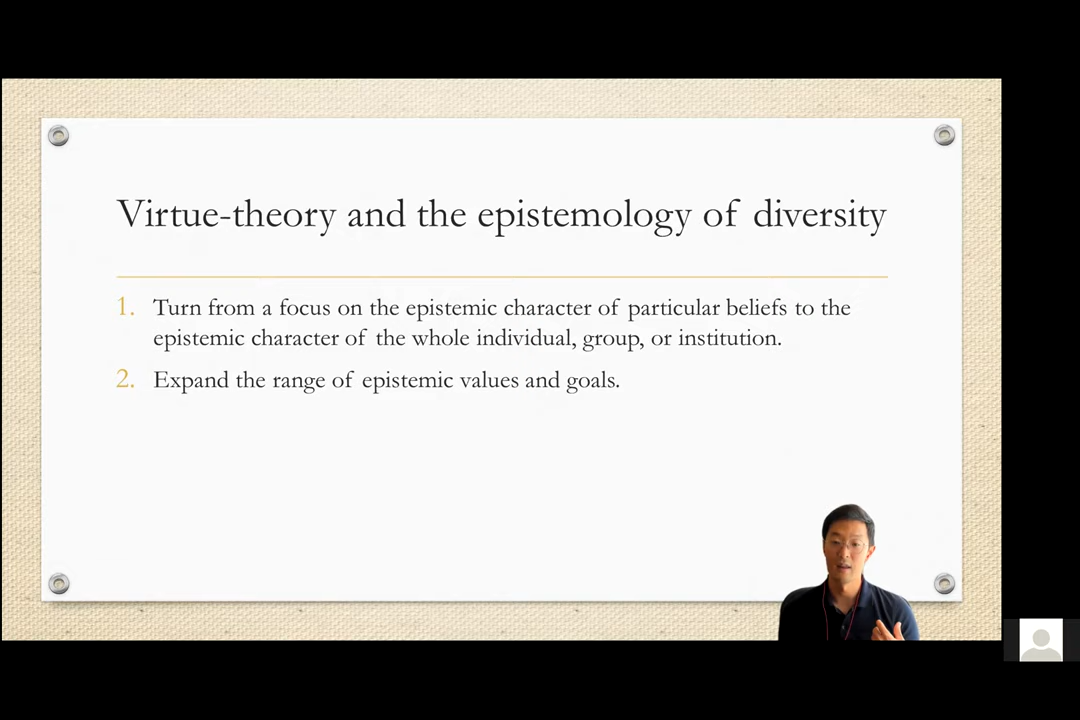 Virtue-theory and the epistemology of diversity
1. Turn from a focus on the epistemic character of particular beliefs to the
epistemic character of the whole individual, group, or institution.
2. Expand the range of epistemic values and goals.